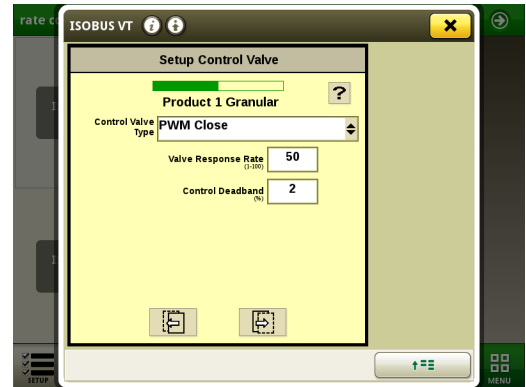 rate co
ISOBUS VT
Setup Control Valve
Product 1 Granular
?
Control Valve Type
PWM Close
Valve Response Rate
(1-100)
50
Control Deadband
(%)
2
SETUP
MENU